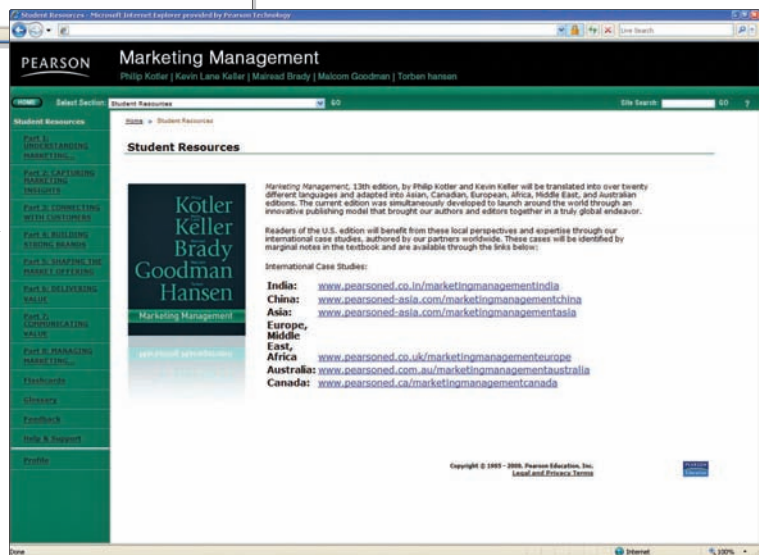 Student Resources - Microsoft Internet Explorer provided by Pearson Technology
Live Search
PEARSON
Marketing Management
Philip Kotler | Kevin Lane Keller | Mairead Brady | Malcom Goodman | Torben hansen
HOME
Select Section:
Student Resources
GO
Site Search:
GO
?
Student Resources
Part 1: UNDERSTANDING MARKETING...
Part 2: CAPTURING MARKETING INSIGHTS
Part 3: CONNECTING WITH CUSTOMERS
Part 4: BUILDING STRONG BRANDS
Part 5: SHAPING THE MARKET OFFERING
Part 6: DELIVERING VALUE
Part 7: COMMUNICATING VALUE
Part 8: MANAGING MARKETING...
Flashcards
Glossary
Feedback
Help & Support
Profile
Home > Student Resources
Student Resources
Kotler
Keller
Brady
Goodman
Hansen
Marketing Management
Marketing Management, 13th edition, by Philip Kotler and Kevin Keller will be translated into over twenty
different languages and adapted into Asian, Canadian, European, Africa, Middle East, and Australian
editions. The current edition was simultaneously developed to launch around the world through an
innovative publishing model that brought our authors and editors together in a truly global endeavor.
Readers of the U.S. edition will benefit from these local perspectives and expertise through our
international case studies, authored by our partners worldwide. These cases will be identified by
marginal notes in the textbook and are available through the links below:
International Case Studies:
India: www.pearsoned.co.in/marketingmanagementindia
China: www.pearsoned-asia.com/marketingmanagementchina
Asia: www.pearsoned-asia.com/marketingmanagementasia
Europe,
Middle
East,
Africa www.pearsoned.co.uk/marketingmanagementeurope
Australia: www.pearsoned.com.au/marketingmanagementaustralia
Canada: www.pearsoned.ca/marketingmanagementcanada
Copyright © 1995 - 2008, Pearson Education, Inc.
Legal and Privacy Terms
Done
Internet
100%